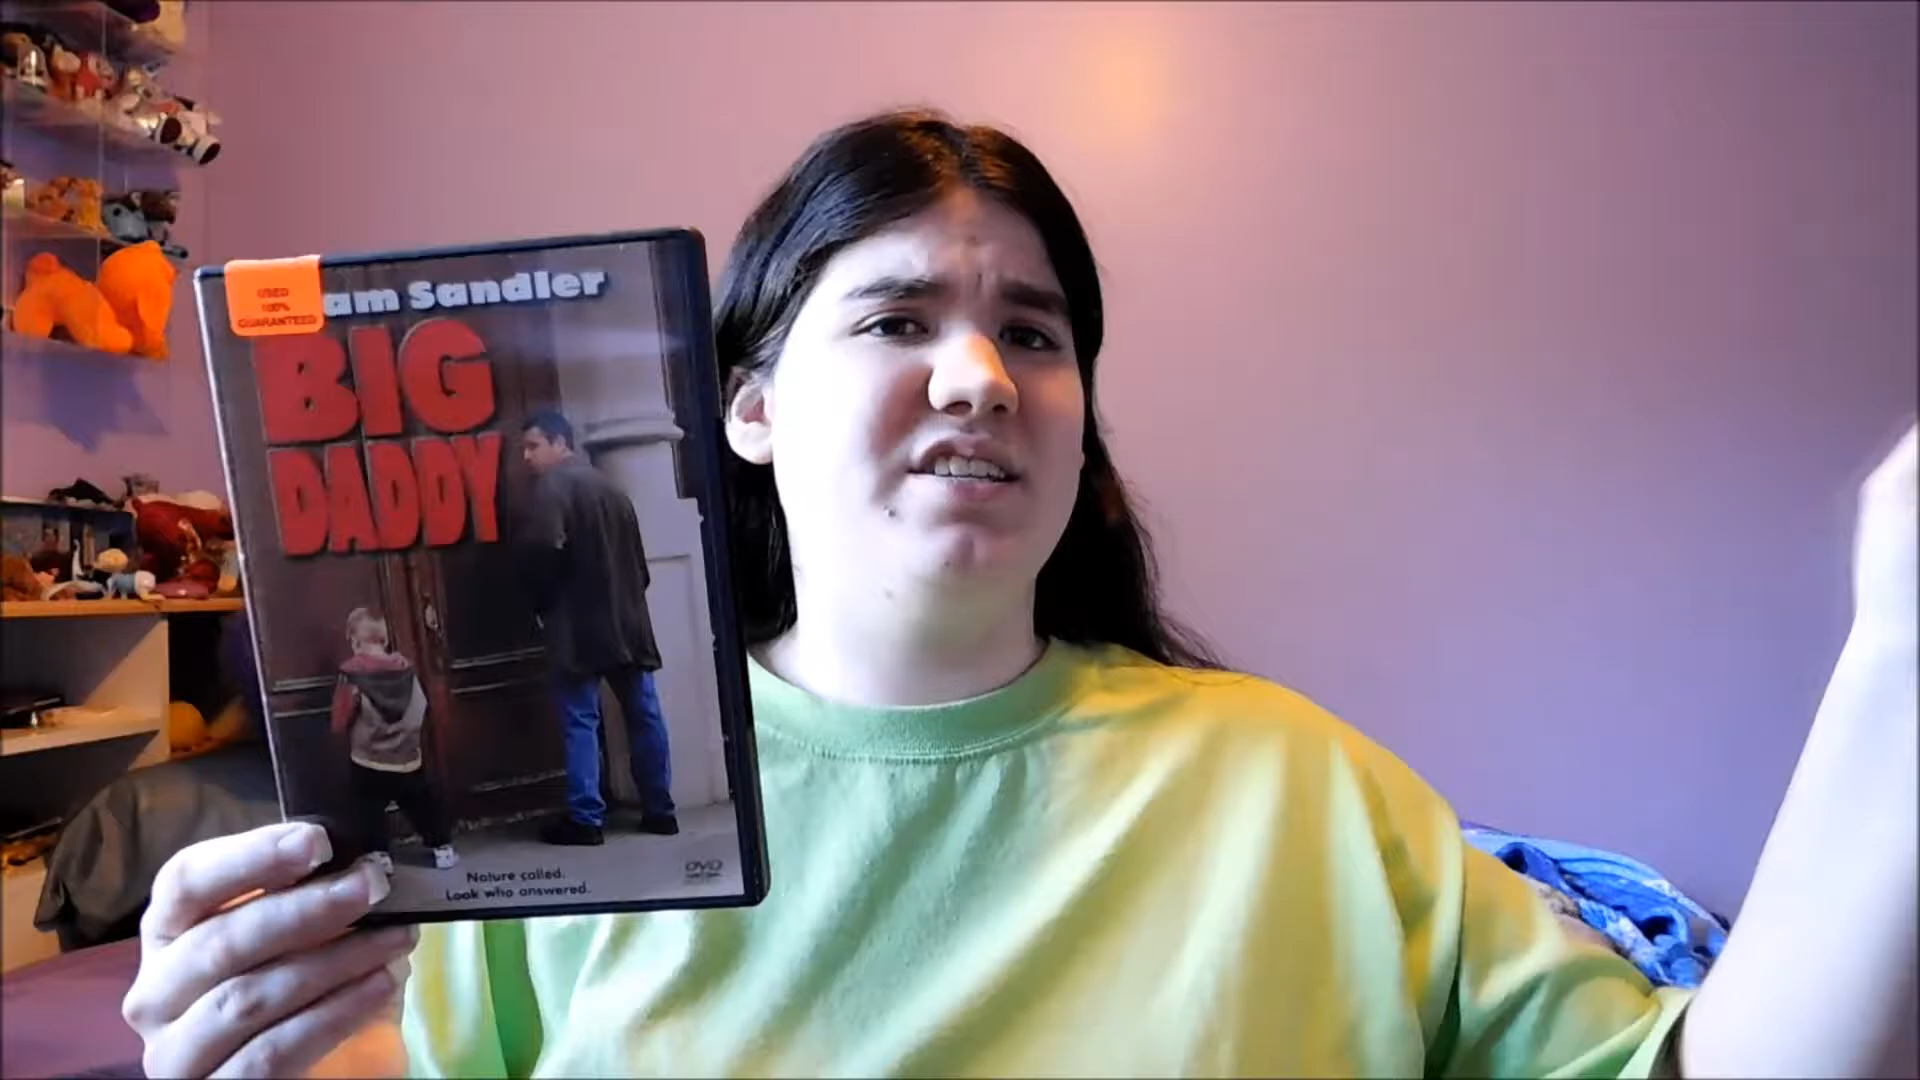 USED
100%
GUARANTEED
am Sandler
BIG
DADDY
Nature called.
Look who answered.
DVD